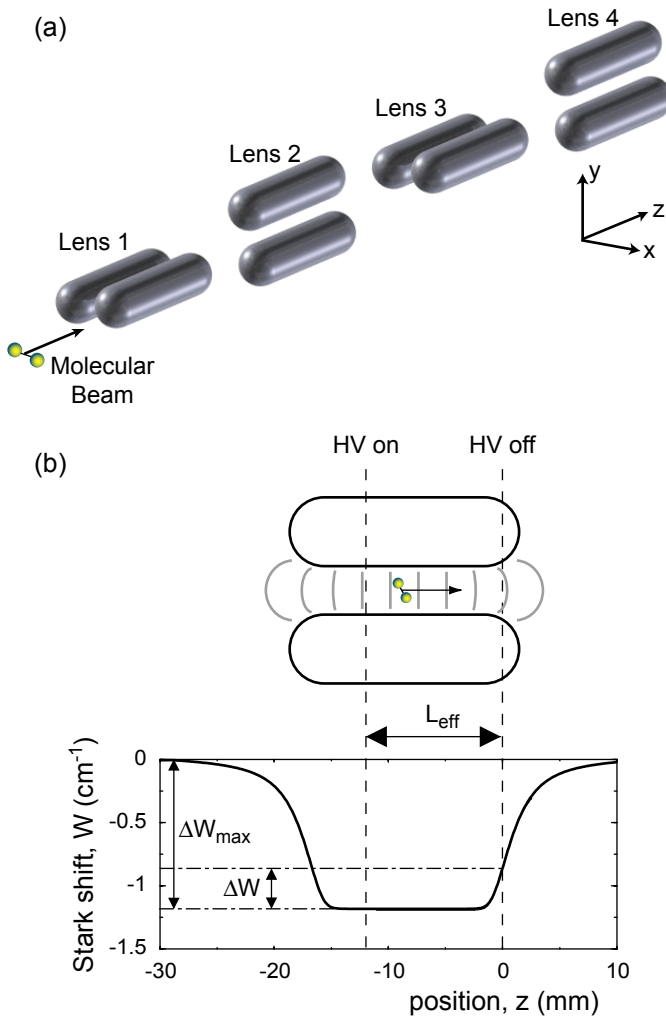 (a)
Lens 4
Lens 3
Lens 2
Lens 1
y
z
x
Molecular
Beam
(b)
HV on
HV off
L_eff
Stark shift, W (cm⁻¹)
0
-0.5
-1
-1.5
ΔW_max
ΔW
-30
-20
-10
0
10
position, z (mm)